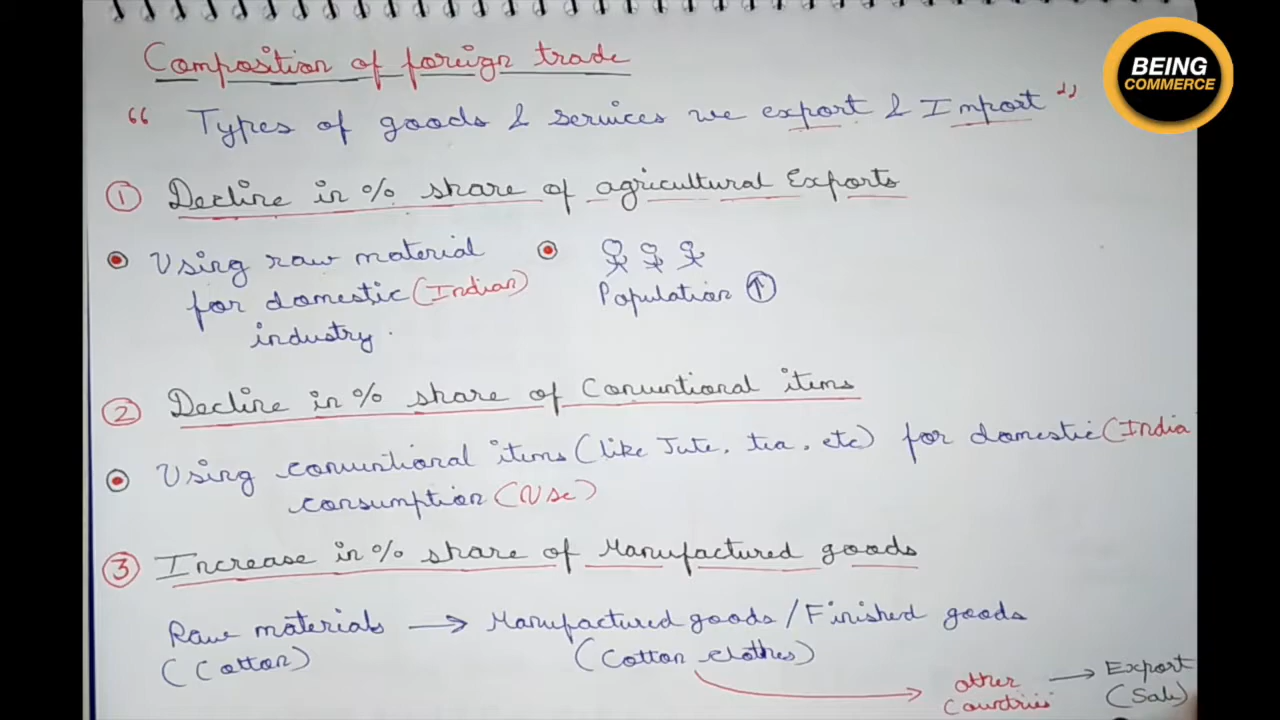 Composition of foreign trade
BEING
COMMERCE
“ Types of goods & services we export & Import ”
① Decline in % share of agricultural Exports
Using raw material
for domestic (Indian)
industry.
Population ↑
② Decline in % share of Conventional items
Using conventional items (like Jute, tea, etc) for domestic (India
consumption (Use)
③ Increase in % share of Manufactured goods
Raw materials → Manufactured goods / Finished goods
(Cotton) (Cotton clothes)
other → Export
Countries (Sale)